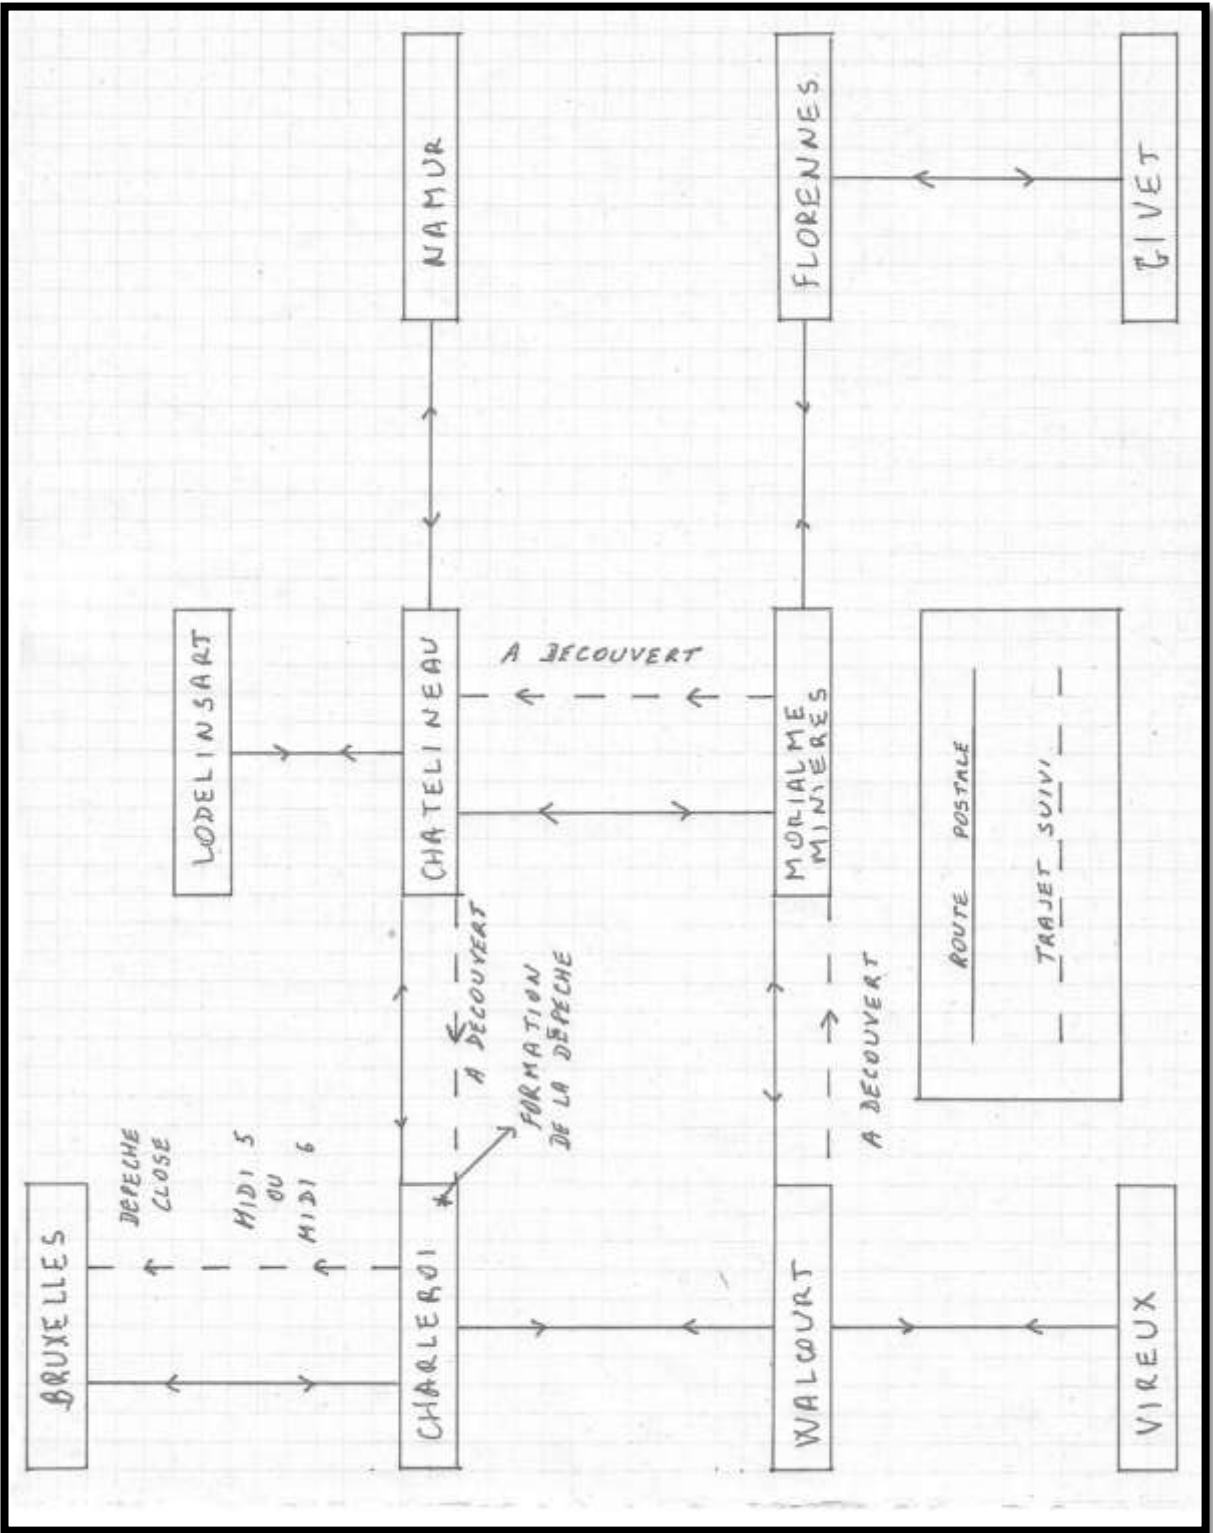 BRUXELLES
DEPECHE
CLOSE
LODELINSART
MIDI 5
OU
MIDI 6
CHARLEROI
CHATELINEAU
NAMUR
A DECOUVERT
FORMATION
DE LA DEPECHE
A DECOUVERT
WALCOURT
MORIALME
MINIERES
FLORENNES
A DECOUVERT
ROUTE POSTALE
TRAJET SUIVI
VIREUX
GIVET